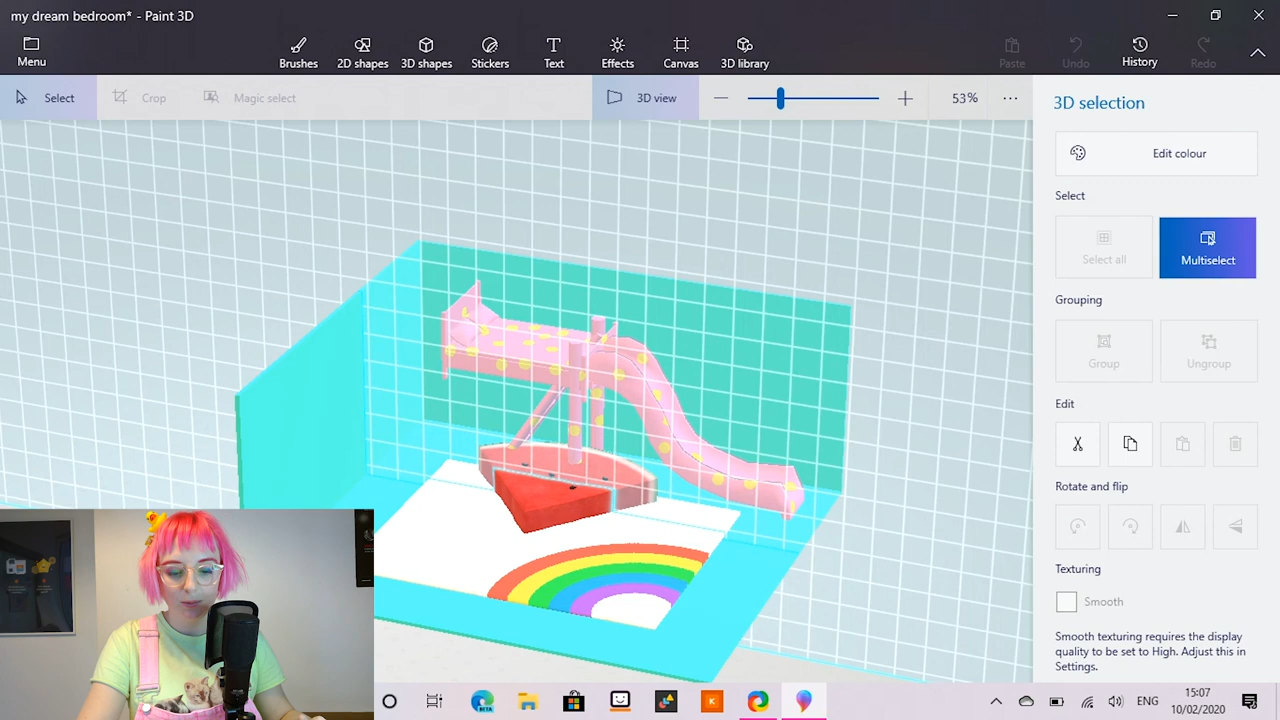 my dream bedroom* - Paint 3D
Menu
Brushes
2D shapes
3D shapes
Stickers
Text
Effects
Canvas
3D library
Paste
Undo
History
Redo
Select
Crop
Magic select
3D view
53%
3D selection
Edit colour
Select
Select all
Multiselect
Grouping
Group
Ungroup
Edit
Rotate and flip
Texturing
Smooth
Smooth texturing requires the display
quality to be set to High. Adjust this in
Settings.
BETA
K
ENG
15:07
10/02/2020